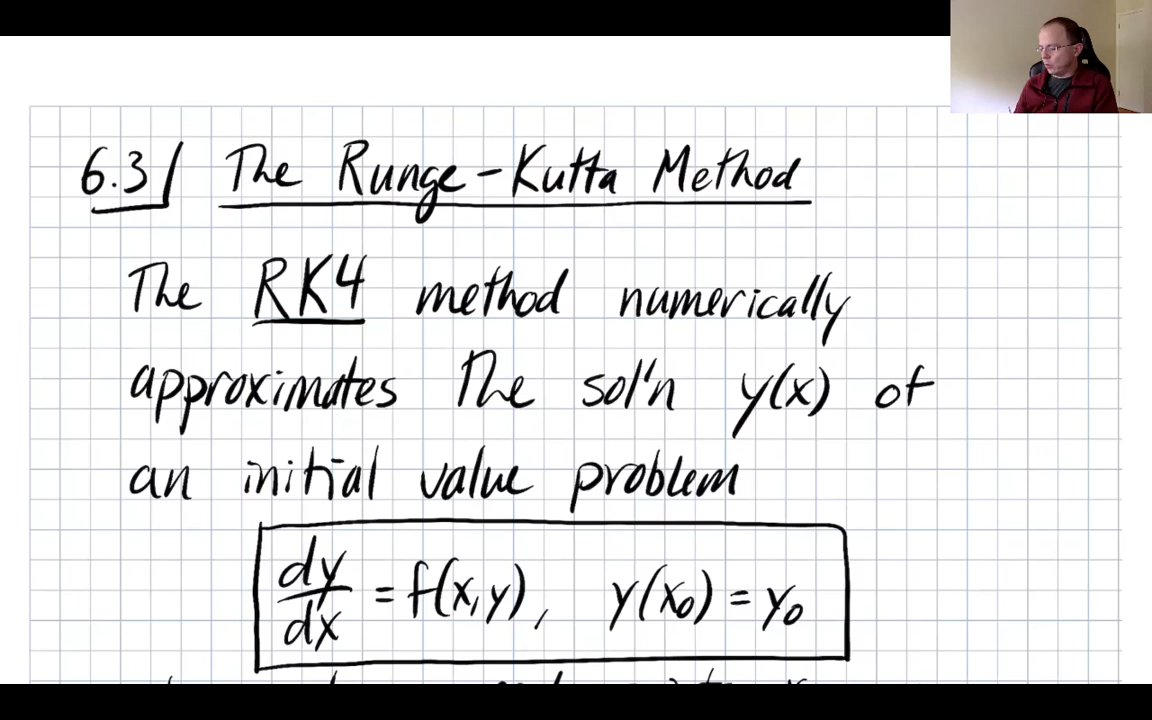 6.3/ The Runge-Kutta Method
The RK4 method numerically
approximates the sol'n y(x) of
an initial value problem
dy/dx = f(x,y), y(x₀) = y₀